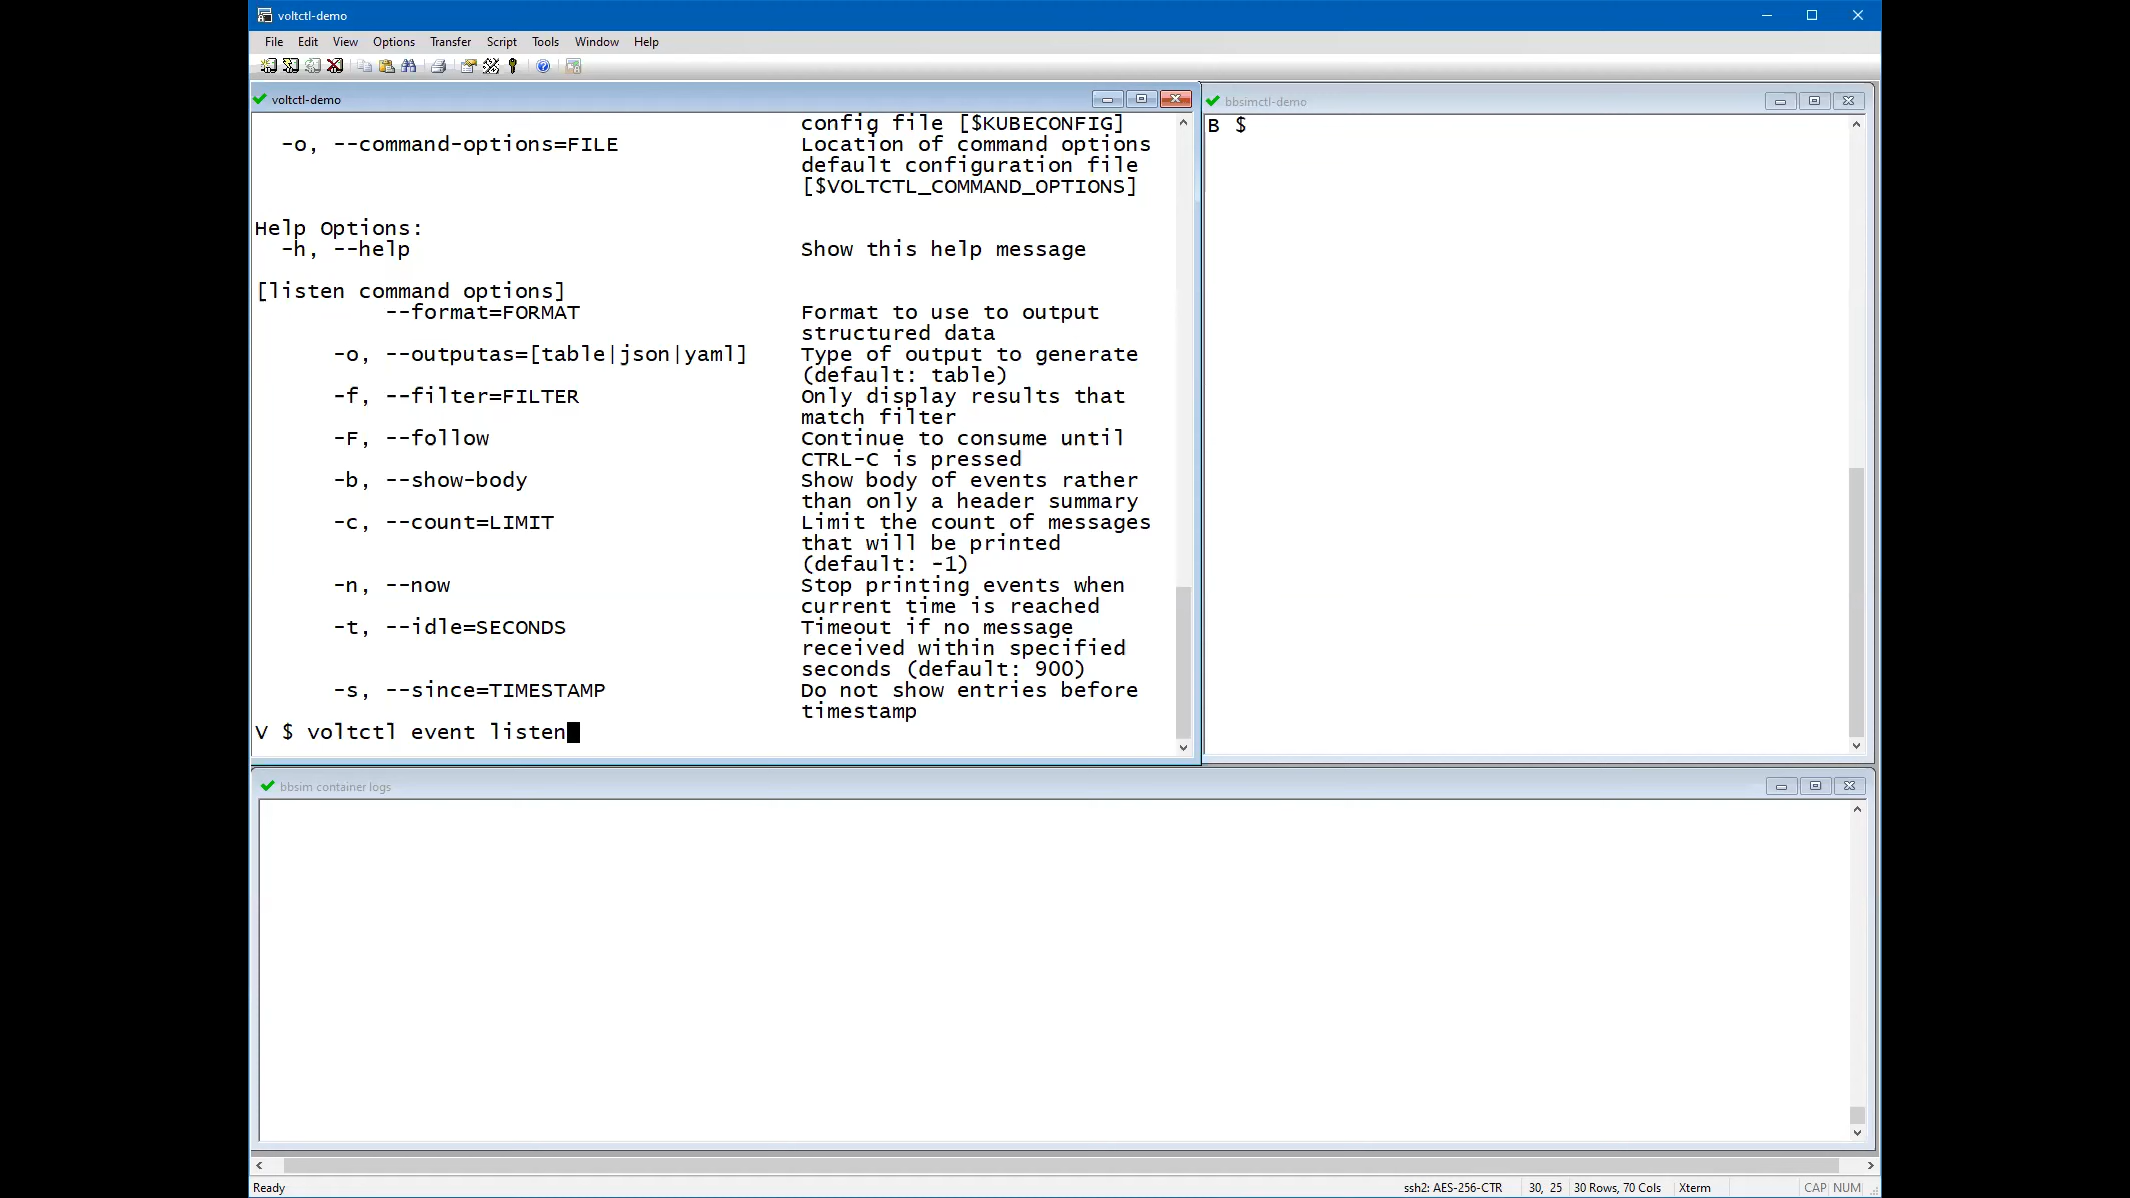 voltctl-demo
File Edit View Options Transfer Script Tools Window Help
voltctl-demo
config file [$KUBECONFIG]
-o, --command-options=FILE Location of command options
default configuration file
[$VOLTCTL_COMMAND_OPTIONS]
Help Options:
-h, --help Show this help message
[listen command options]
--format=FORMAT Format to use to output
structured data
-o, --outputas=[table|json|yaml] Type of output to generate
(default: table)
-f, --filter=FILTER Only display results that
match filter
-F, --follow Continue to consume until
CTRL-C is pressed
-b, --show-body Show body of events rather
than only a header summary
-c, --count=LIMIT Limit the count of messages
that will be printed
(default: -1)
-n, --now Stop printing events when
current time is reached
-t, --idle=SECONDS Timeout if no message
received within specified
seconds (default: 900)
-s, --since=TIMESTAMP Do not show entries before
timestamp
V $ voltctl event listen
bbsimctl-demo
B $
bbsim container logs
Ready ssh2: AES-256-CTR 30, 25 30 Rows, 70 Cols Xterm CAP NUM